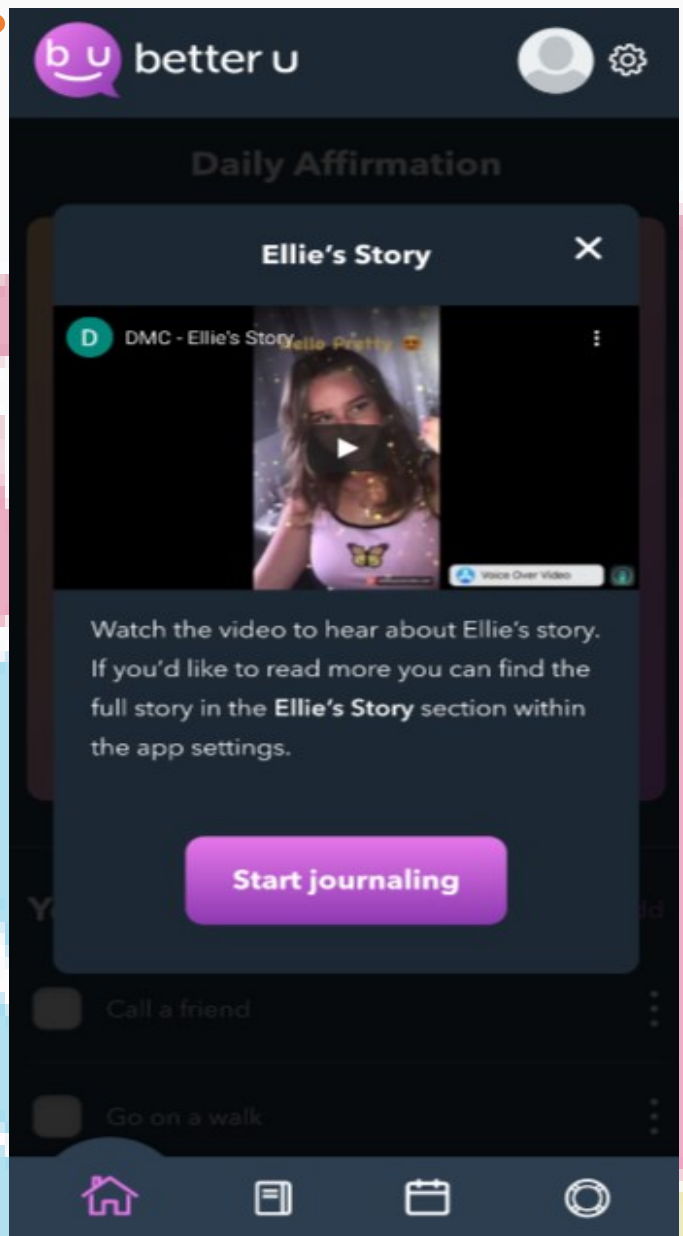 b u better u
Daily Affirmation
Ellie's Story
D DMC - Ellie's Story
Hello Pretty
Voice Over Video
Watch the video to hear about Ellie's story.
If you'd like to read more you can find the
full story in the Ellie's Story section within
the app settings.
Start journaling
Call a friend
Go on a walk